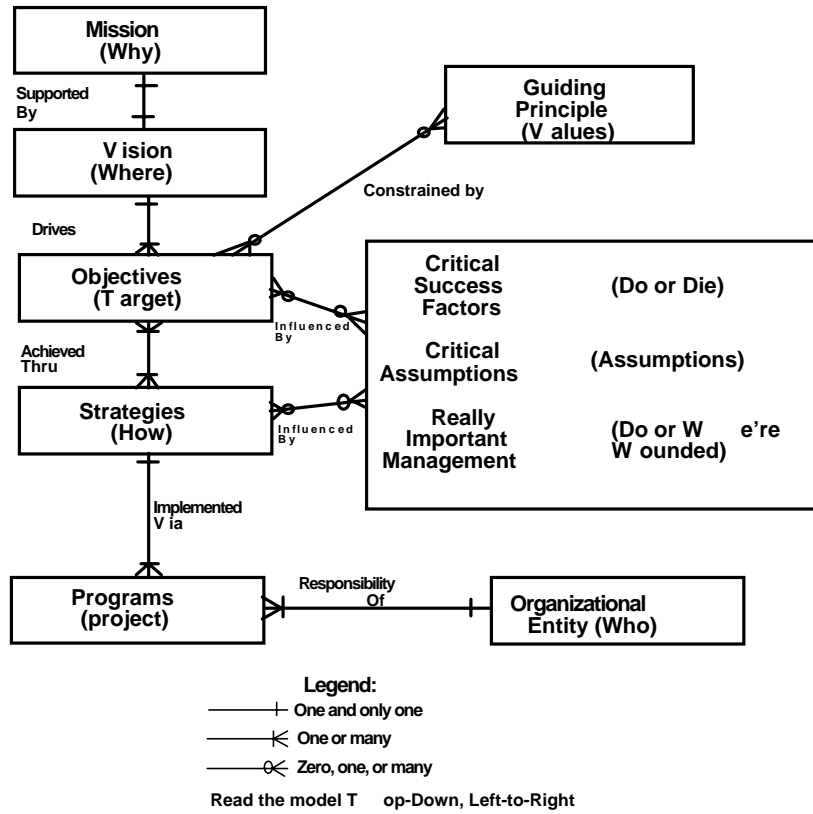 Mission
(Why)
Supported
By
Guiding
Principle
(V alues)
V ision
(Where)
Constrained by
Drives
Objectives
(T arget)
Critical
Success
Factors
(Do or Die)
Influenced
By
Achieved
Thru
Critical
Assumptions
(Assumptions)
Strategies
(How)
Influenced
By
Really
Important
Management
(Do or W e're
W ounded)
Implemented
V ia
Programs
(project)
Responsibility
Of
Organizational
Entity (Who)
Legend:
One and only one
One or many
Zero, one, or many
Read the model T op-Down, Left-to-Right